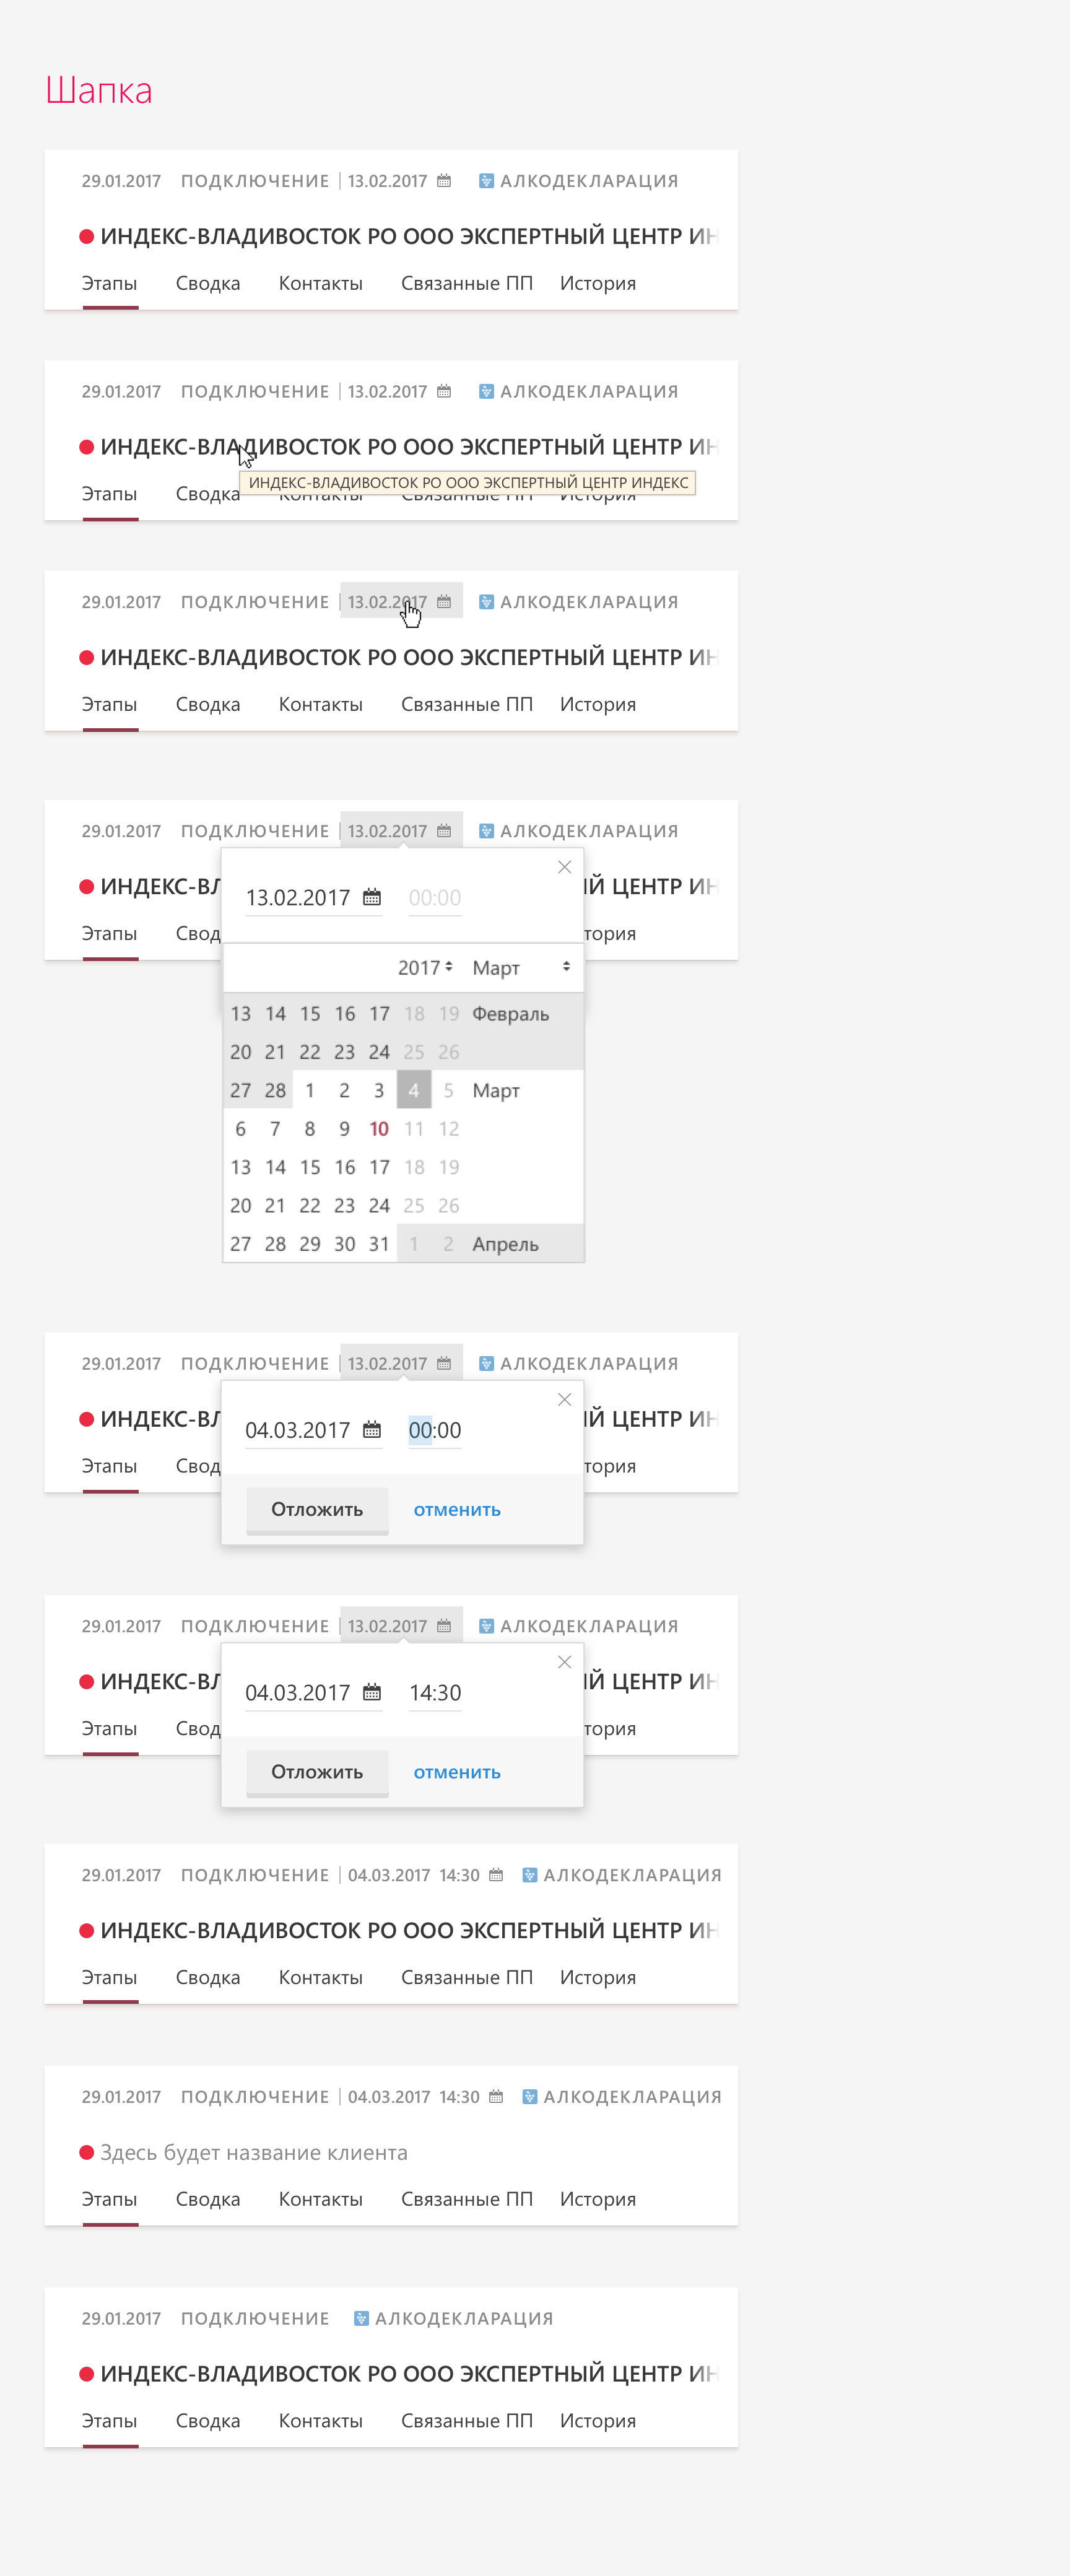 Шапка
29.01.2017 ПОДКЛЮЧЕНИЕ 13.02.2017 АЛКОДЕКЛАРАЦИЯ
ИНДЕКС-ВЛАДИВОСТОК РО ООО ЭКСПЕРТНЫЙ ЦЕНТР ИН
Этапы Сводка Контакты Связанные ПП История
29.01.2017 ПОДКЛЮЧЕНИЕ 13.02.2017 АЛКОДЕКЛАРАЦИЯ
ИНДЕКС-ВЛАДИВОСТОК РО ООО ЭКСПЕРТНЫЙ ЦЕНТР ИН
ИНДЕКС-ВЛАДИВОСТОК РО ООО ЭКСПЕРТНЫЙ ЦЕНТР ИНДЕКС
Этапы Сводка Контакты Связанные ПП История
29.01.2017 ПОДКЛЮЧЕНИЕ 13.02.2017 АЛКОДЕКЛАРАЦИЯ
ИНДЕКС-ВЛАДИВОСТОК РО ООО ЭКСПЕРТНЫЙ ЦЕНТР ИН
Этапы Сводка Контакты Связанные ПП История
29.01.2017 ПОДКЛЮЧЕНИЕ 13.02.2017 АЛКОДЕКЛАРАЦИЯ
ИНДЕКС-ВЛ ЫЙ ЦЕНТР ИН
13.02.2017 00:00
Этапы Свод тория
2017 Март
13 14 15 16 17 18 19 Февраль
20 21 22 23 24 25 26
27 28 1 2 3 4 5 Март
6 7 8 9 10 11 12
13 14 15 16 17 18 19
20 21 22 23 24 25 26
27 28 29 30 31 1 2 Апрель
29.01.2017 ПОДКЛЮЧЕНИЕ 13.02.2017 АЛКОДЕКЛАРАЦИЯ
ИНДЕКС-ВЛ ЫЙ ЦЕНТР ИН
04.03.2017 00:00
Этапы Свод тория
Отложить отменить
29.01.2017 ПОДКЛЮЧЕНИЕ 13.02.2017 АЛКОДЕКЛАРАЦИЯ
ИНДЕКС-ВЛ ЫЙ ЦЕНТР ИН
04.03.2017 14:30
Этапы Свод тория
Отложить отменить
29.01.2017 ПОДКЛЮЧЕНИЕ 04.03.2017 14:30 АЛКОДЕКЛАРАЦИЯ
ИНДЕКС-ВЛАДИВОСТОК РО ООО ЭКСПЕРТНЫЙ ЦЕНТР ИН
Этапы Сводка Контакты Связанные ПП История
29.01.2017 ПОДКЛЮЧЕНИЕ 04.03.2017 14:30 АЛКОДЕКЛАРАЦИЯ
Здесь будет название клиента
Этапы Сводка Контакты Связанные ПП История
29.01.2017 ПОДКЛЮЧЕНИЕ АЛКОДЕКЛАРАЦИЯ
ИНДЕКС-ВЛАДИВОСТОК РО ООО ЭКСПЕРТНЫЙ ЦЕНТР ИН
Этапы Сводка Контакты Связанные ПП История